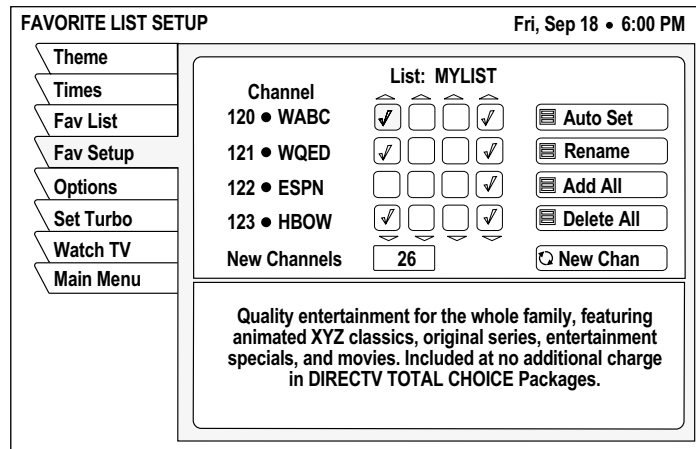 FAVORITE LIST SETUP
Fri, Sep 18 • 6:00 PM
Theme
Times
Fav List
Fav Setup
Options
Set Turbo
Watch TV
Main Menu
List: MYLIST
Channel
120 • WABC
Auto Set
121 • WQED
Rename
122 • ESPN
Add All
123 • HBOW
Delete All
New Channels
26
New Chan
Quality entertainment for the whole family, featuring
animated XYZ classics, original series, entertainment
specials, and movies. Included at no additional charge
in DIRECTV TOTAL CHOICE Packages.